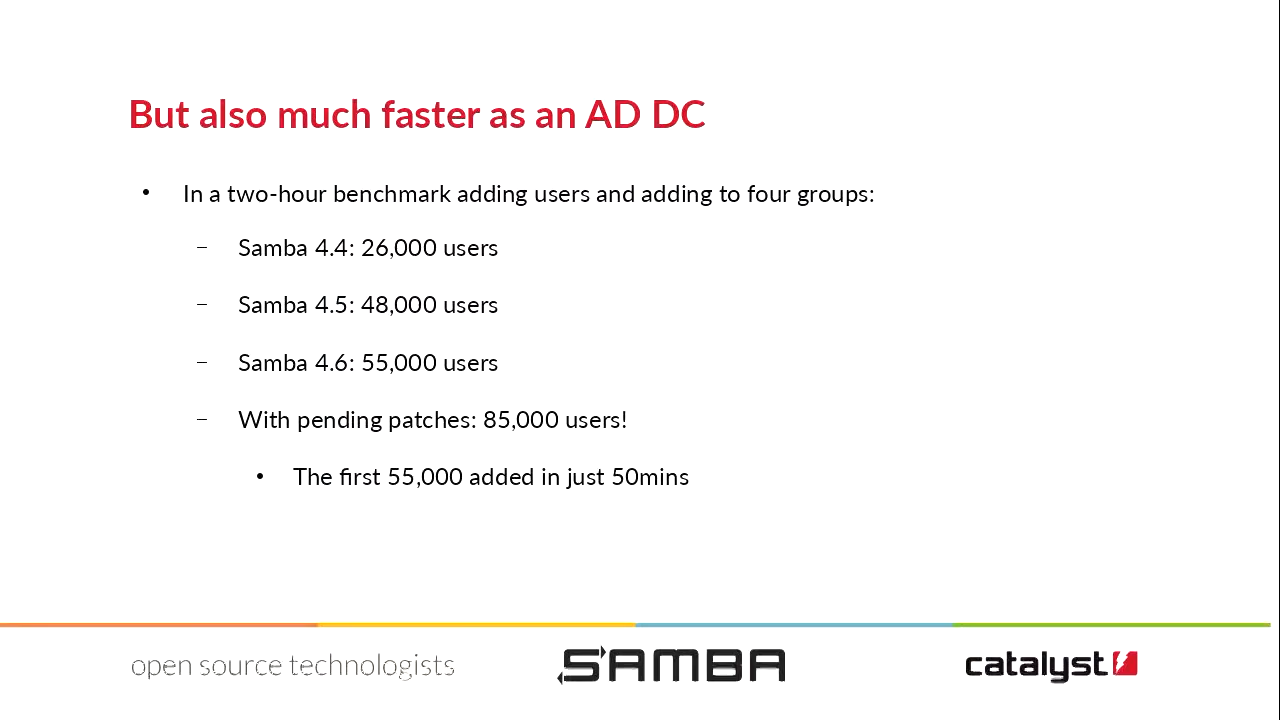 But also much faster as an AD DC
• In a two-hour benchmark adding users and adding to four groups:
– Samba 4.4: 26,000 users
– Samba 4.5: 48,000 users
– Samba 4.6: 55,000 users
– With pending patches: 85,000 users!
• The first 55,000 added in just 50mins
open source technologists
SAMBA
catalyst